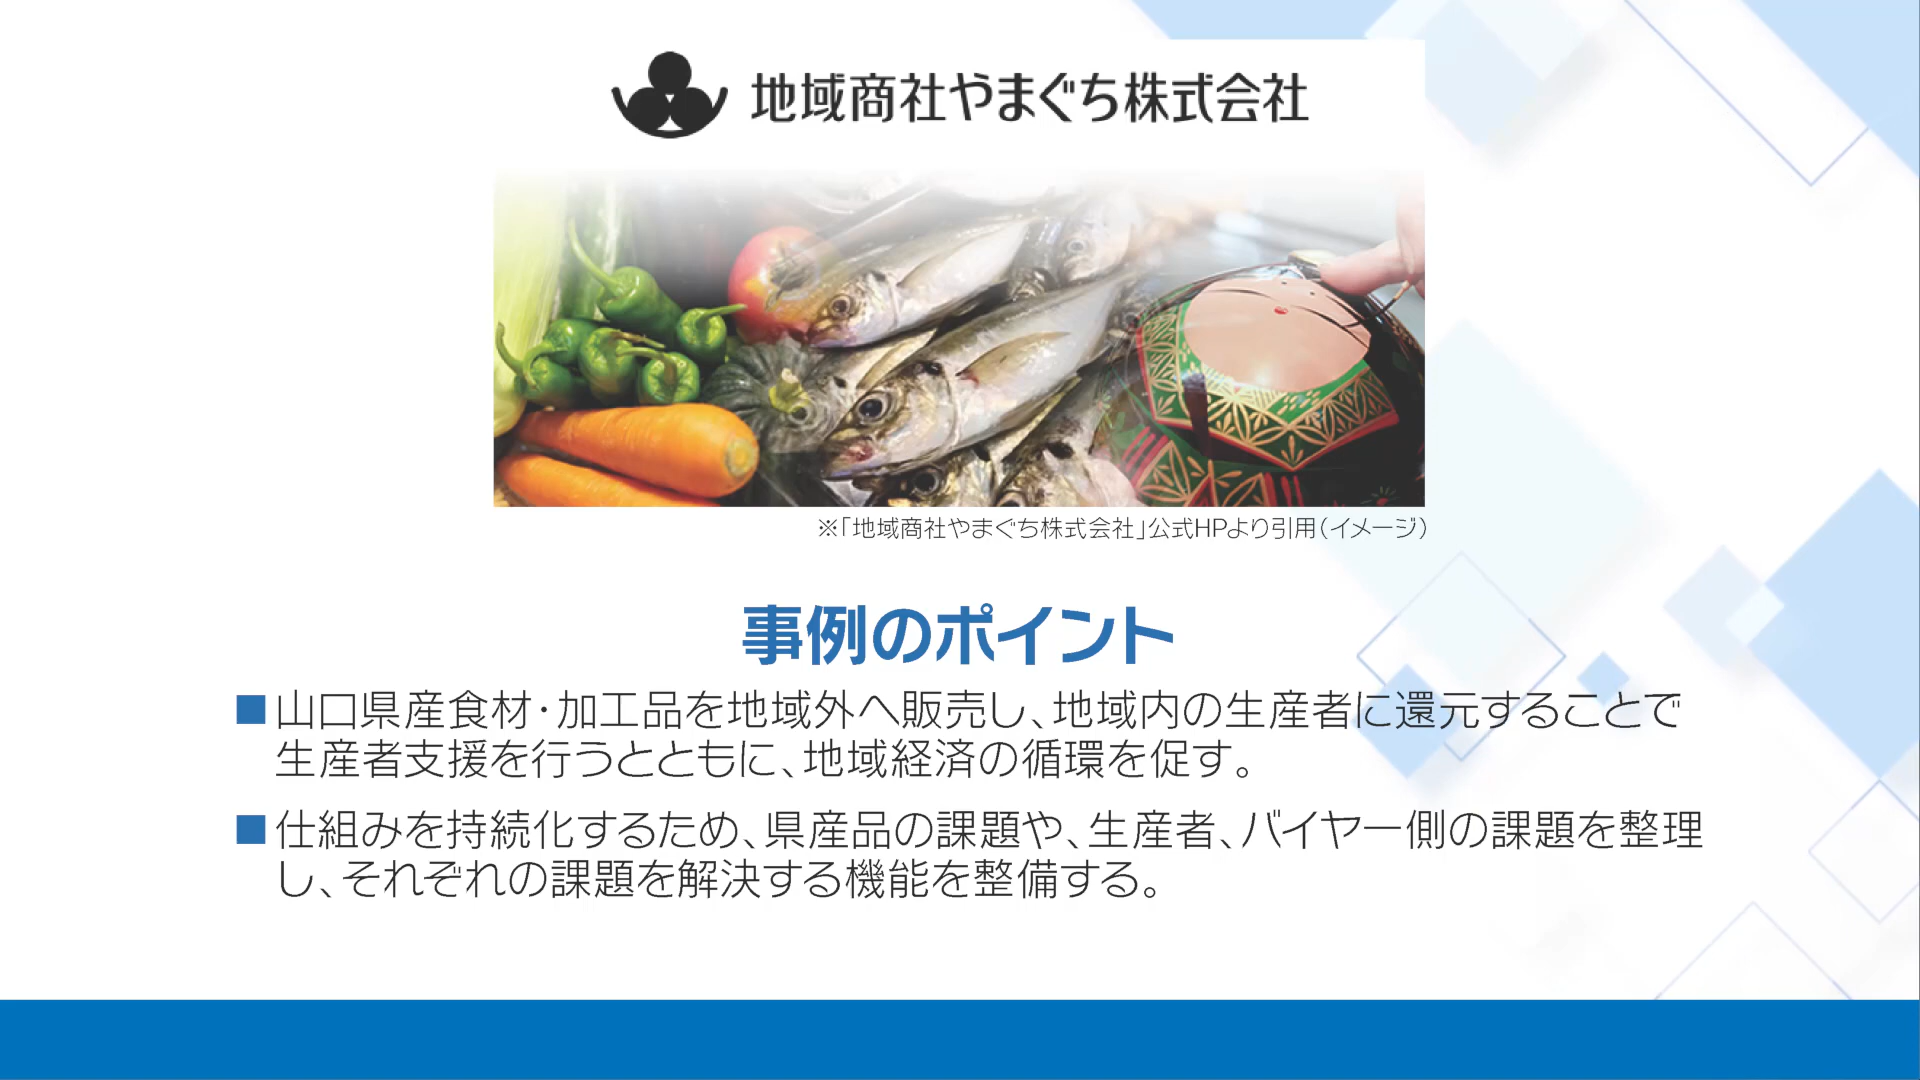 地域商社やまぐち株式会社
※「地域商社やまぐち株式会社」公式HPより引用（イメージ）
事例のポイント
■山口県産食材・加工品を地域外へ販売し、地域内の生産者に還元することで
生産者支援を行うとともに、地域経済の循環を促す。
■仕組みを持続化するため、県産品の課題や、生産者、バイヤー側の課題を整理
し、それぞれの課題を解決する機能を整備する。